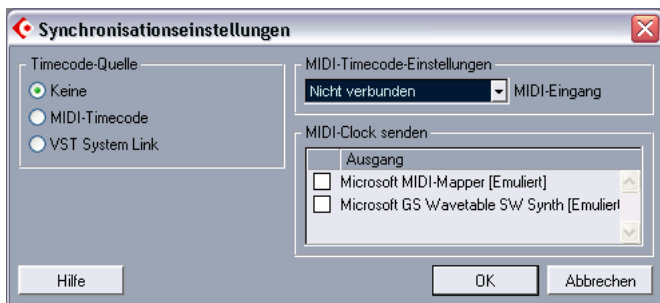 Synchronisationseinstellungen
Timecode-Quelle
Keine
MIDI-Timecode
VST System Link
MIDI-Timecode-Einstellungen
Nicht verbunden
MIDI-Eingang
MIDI-Clock senden
Ausgang
Microsoft MIDI-Mapper [Emuliert]
Microsoft GS Wavetable SW Synth [Emuliert
Hilfe
OK
Abbrechen